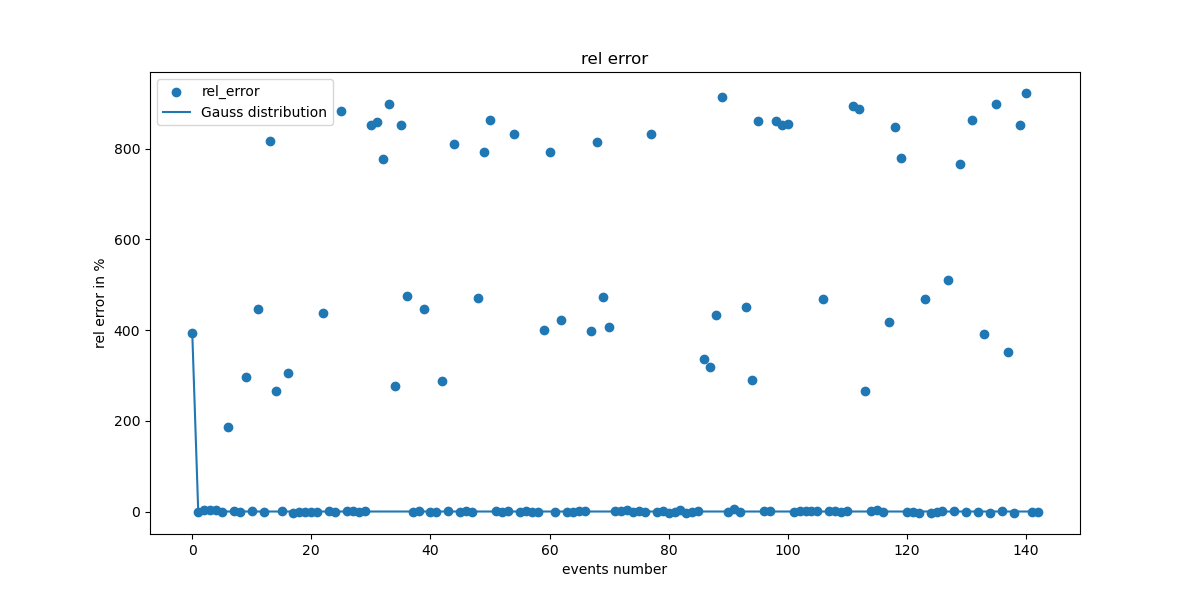 rel error
rel_error
Gauss distribution
rel error in %
800
600
400
200
0
0 20 40 60 80 100 120 140
events number